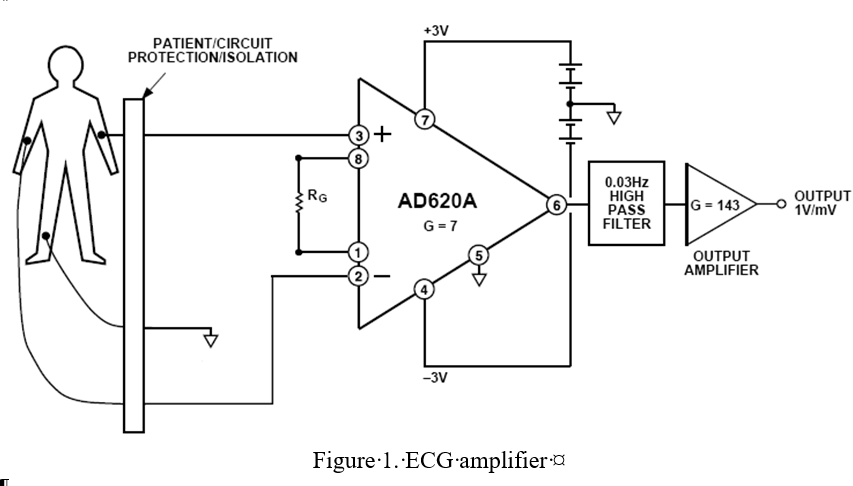 +3V
PATIENT/CIRCUIT
PROTECTION/ISOLATION
7
3 +
8
RG
AD620A
G = 7
6
0.03Hz
HIGH
PASS
FILTER
G = 143
OUTPUT
1V/mV
1
5
OUTPUT
AMPLIFIER
2 −
4
−3V
Figure·1.·ECG·amplifier·¤
¶